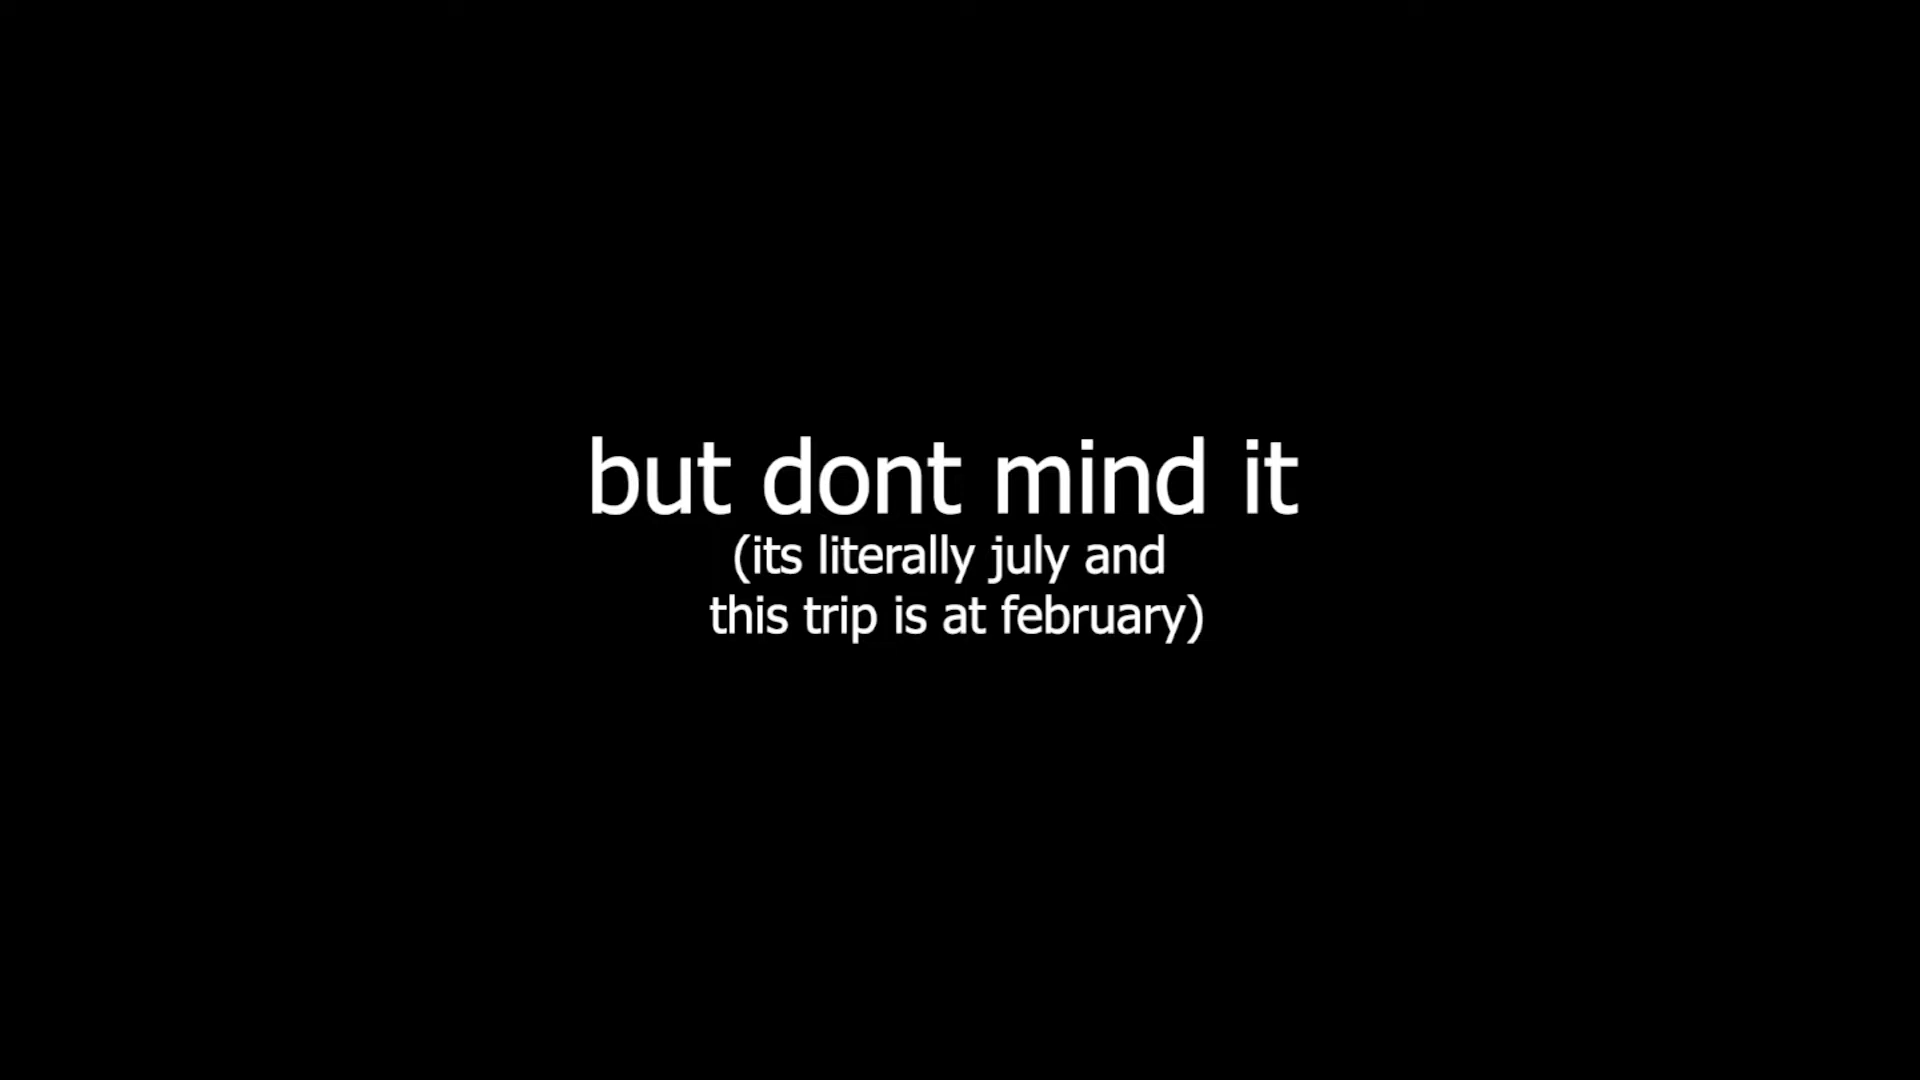 but dont mind it
(its literally july and
this trip is at february)